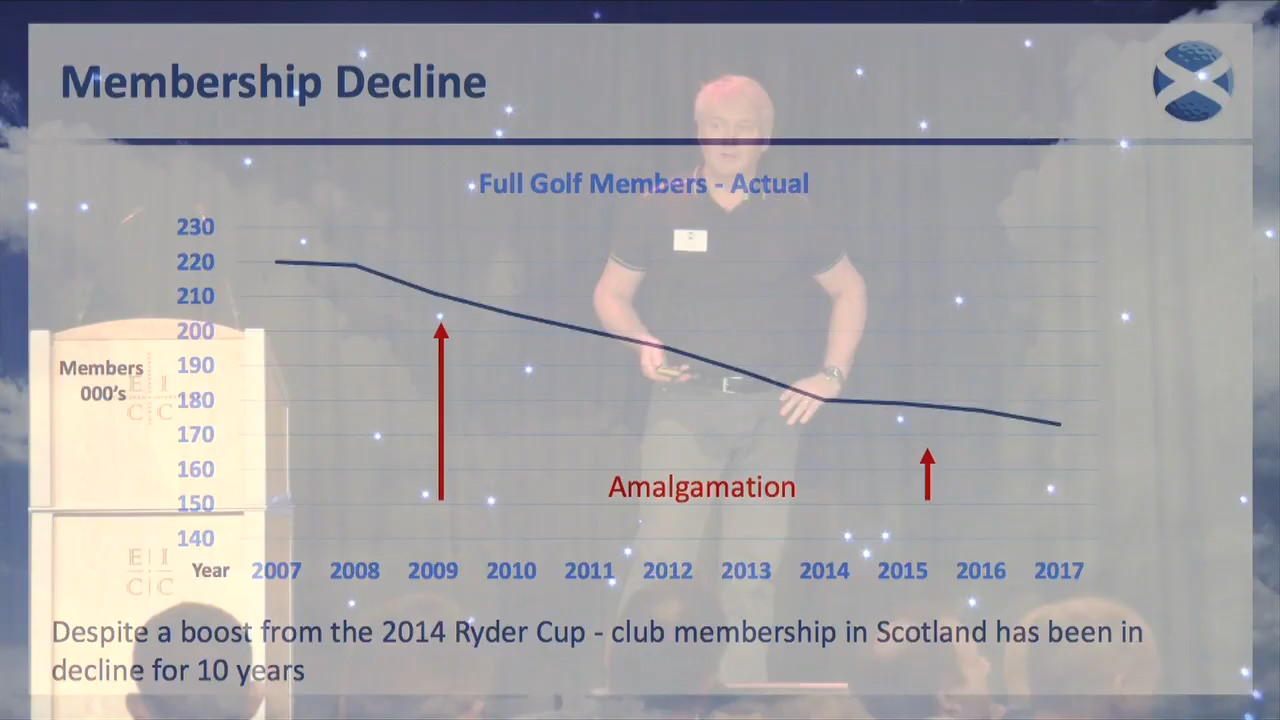 Membership Decline
Full Golf Members - Actual
230
220
210
200
190
Members
000's
180
170
160
Amalgamation
150
140
Year
2007 2008 2009 2010 2011 2012 2013 2014 2015 2016 2017
E I
C C
E I
C C
Despite a boost from the 2014 Ryder Cup - club membership in Scotland has been in
decline for 10 years